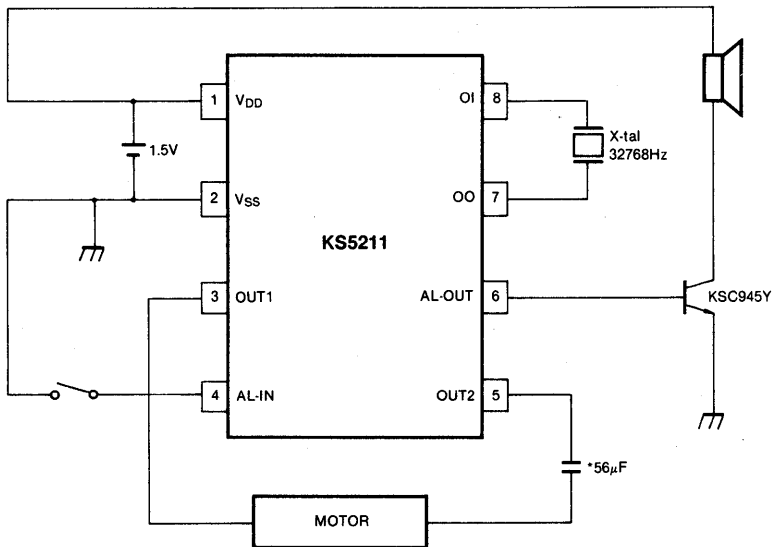 1 VDD
OI 8
X-tal
32768Hz
1.5V
2 VSS
OO 7
KS5211
3 OUT1
AL-OUT 6
KSC945Y
4 AL-IN
OUT2 5
*56μF
MOTOR